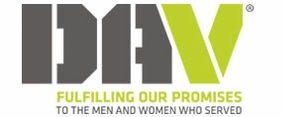 DAV®
FULFILLING OUR PROMISES
TO THE MEN AND WOMEN WHO SERVED